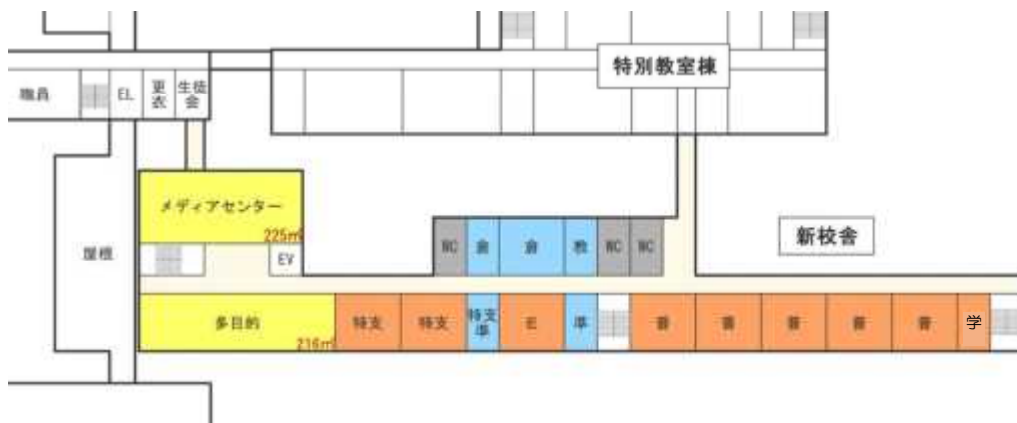 特別教室棟
職員
EL
更衣
生徒会
メディアセンター
225㎡
屋根
EV
WC
倉
倉
教
WC
WC
新校舎
多目的
216㎡
特支
特支
特支準
準
普
普
普
普
普
学